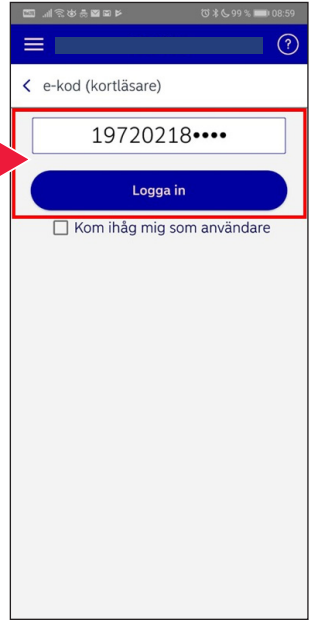 99 % 08:59
?
e-kod (kortläsare)
19720218••••
Logga in
Kom ihåg mig som användare